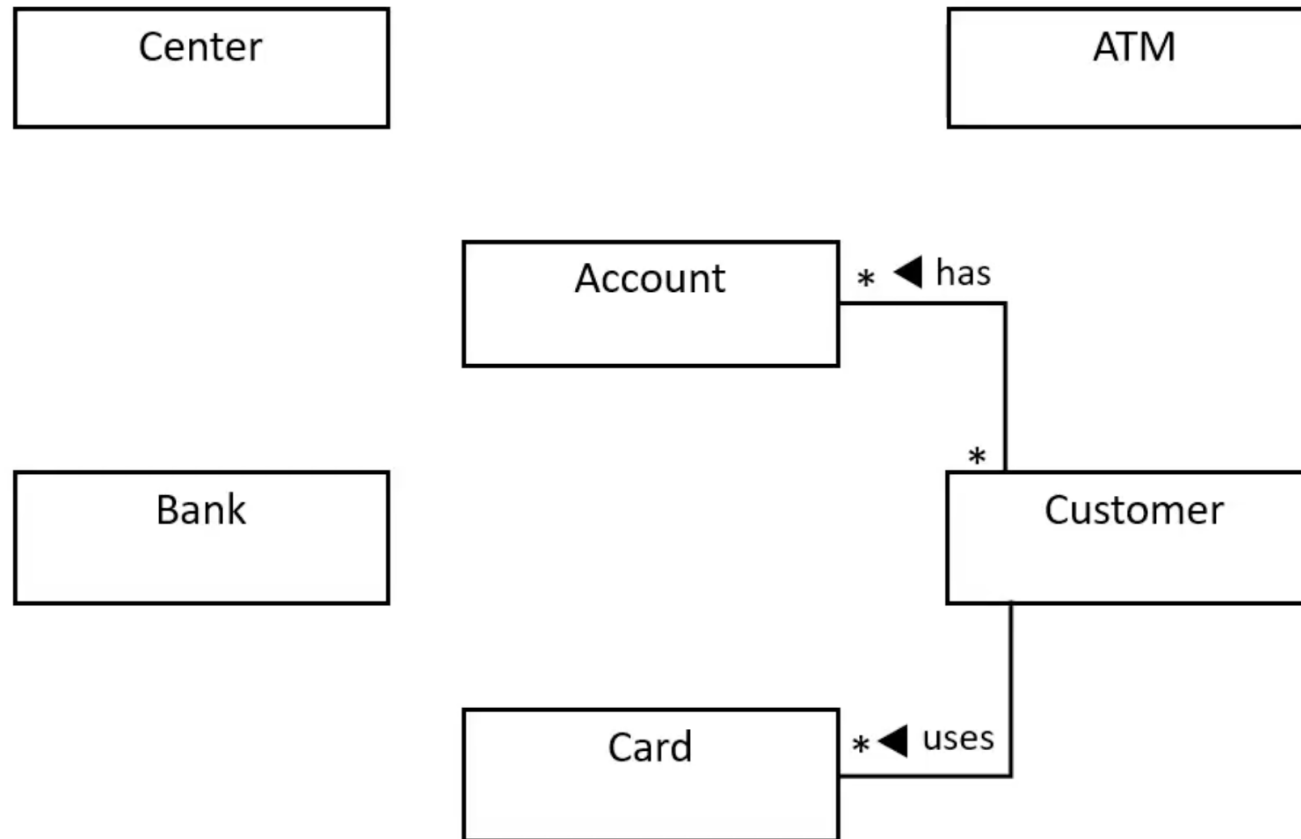 Center
ATM
Account
* ◀ has
*
Bank
Customer
Card
* ◀ uses